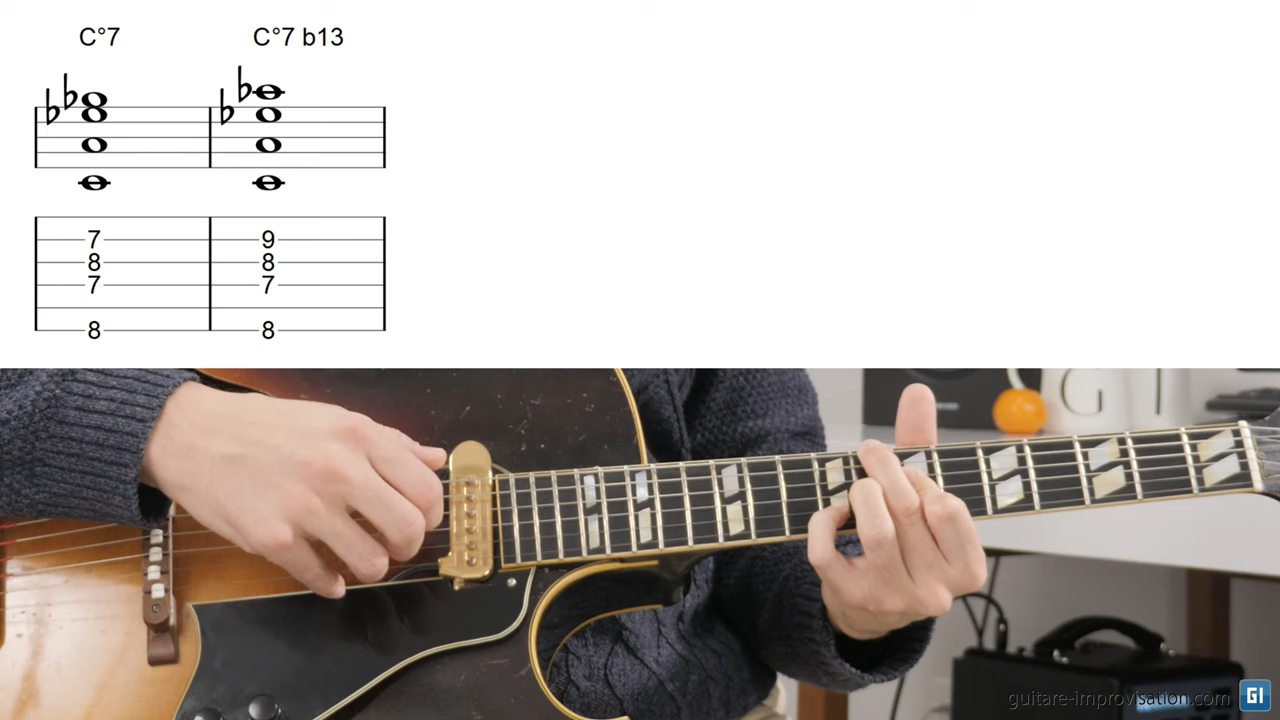 C°7 C°7 b13
7 9
8 8
7 7
8 8
G I
guitare-improvisation.com GI